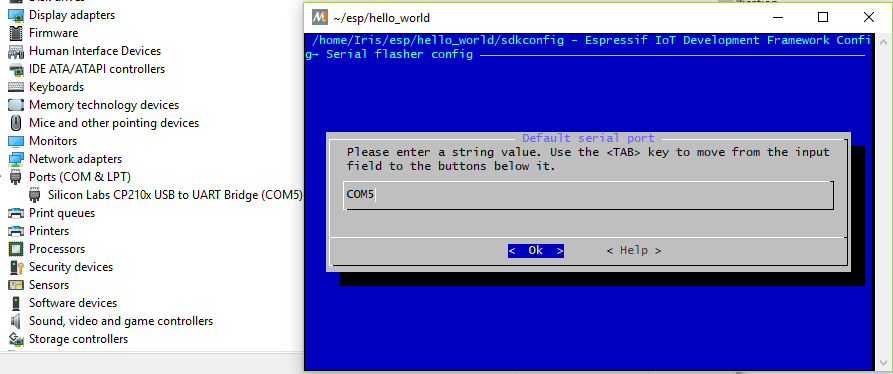 Display adapters
Firmware
Human Interface Devices
IDE ATA/ATAPI controllers
Keyboards
Memory technology devices
Mice and other pointing devices
Monitors
Network adapters
Ports (COM & LPT)
Silicon Labs CP210x USB to UART Bridge (COM5)
Print queues
Printers
Processors
Security devices
Sensors
Software devices
Sound, video and game controllers
Storage controllers
~/esp/hello_world
/home/Iris/esp/hello_world/sdkconfig - Espressif IoT Development Framework Confi
g→ Serial flasher config
Default serial port
Please enter a string value. Use the <TAB> key to move from the input
field to the buttons below it.
COM5
< Ok > < Help >